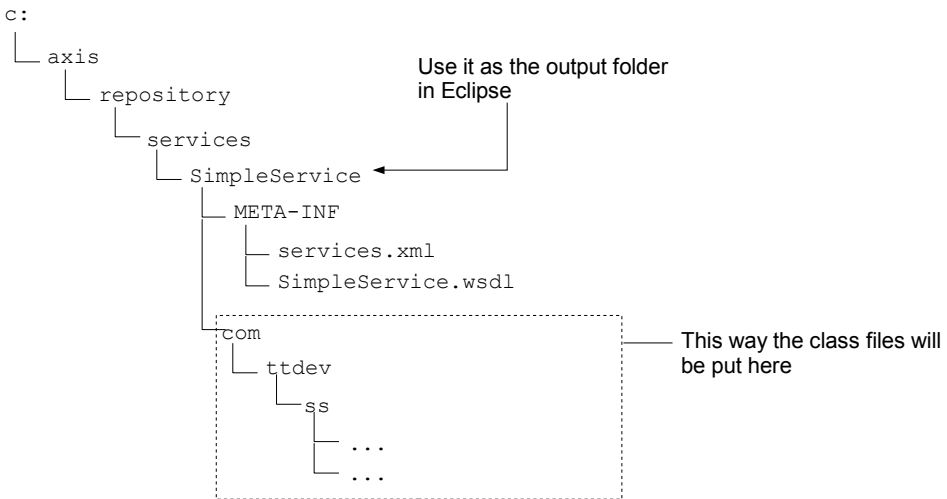 c:
axis
Use it as the output folder
in Eclipse
repository
services
SimpleService
META-INF
services.xml
SimpleService.wsdl
com
This way the class files will
be put here
ttdev
ss
...
...